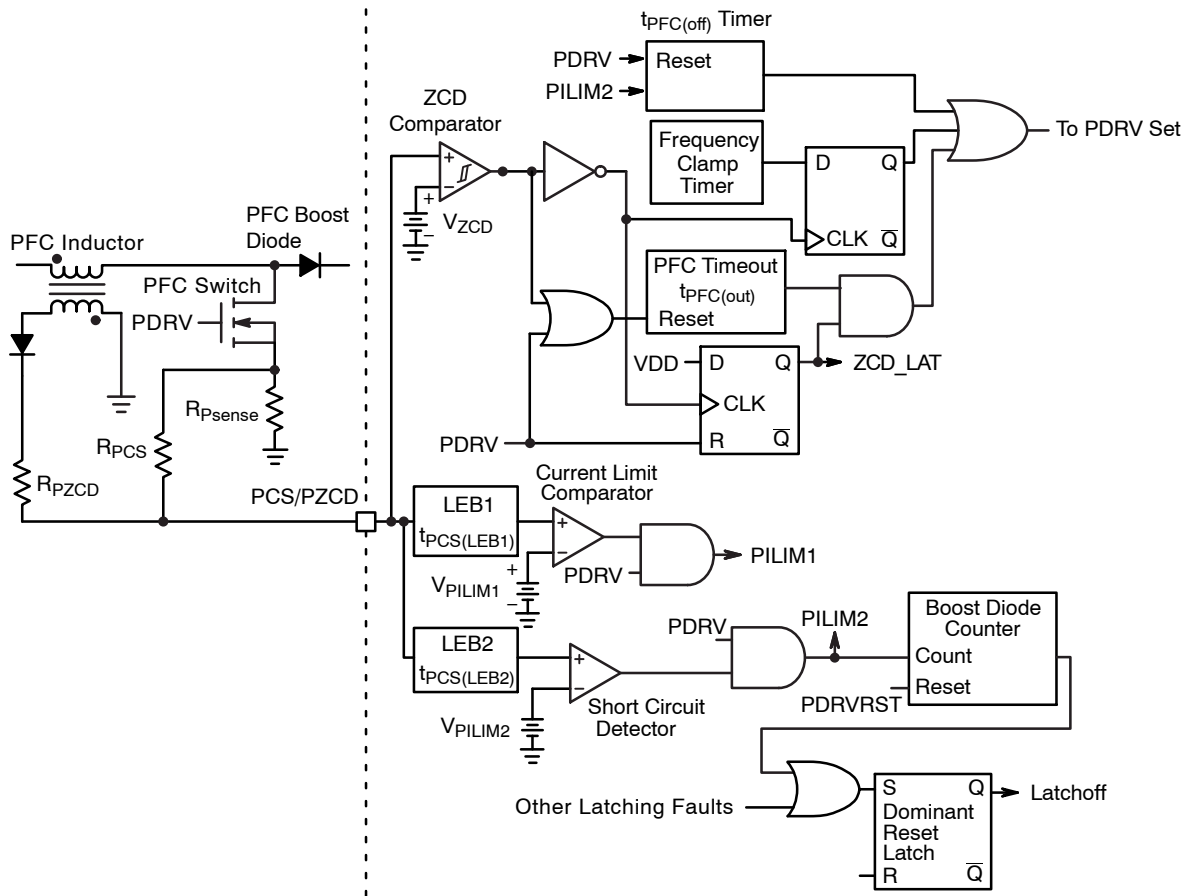 tPFC(off) Timer
PDRV
PILIM2
Reset
ZCD
Comparator
+
−
+
−
VZCD
Frequency
Clamp
Timer
D
Q
CLK
Q
To PDRV Set
PFC Inductor
PFC Boost
Diode
PFC Switch
PDRV
RPsense
RPCS
RPZCD
PCS/PZCD
PFC Timeout
tPFC(out)
Reset
VDD
D
Q
CLK
R
Q
PDRV
ZCD_LAT
LEB1
tPCS(LEB1)
Current Limit
Comparator
+
−
VPILIM1
+
−
PDRV
PILIM1
LEB2
tPCS(LEB2)
+
−
VPILIM2
Short Circuit
Detector
PDRV
PILIM2
Boost Diode
Counter
Count
Reset
PDRVRST
Other Latching Faults
S
Q
Dominant
Reset
Latch
R
Q
Latchoff